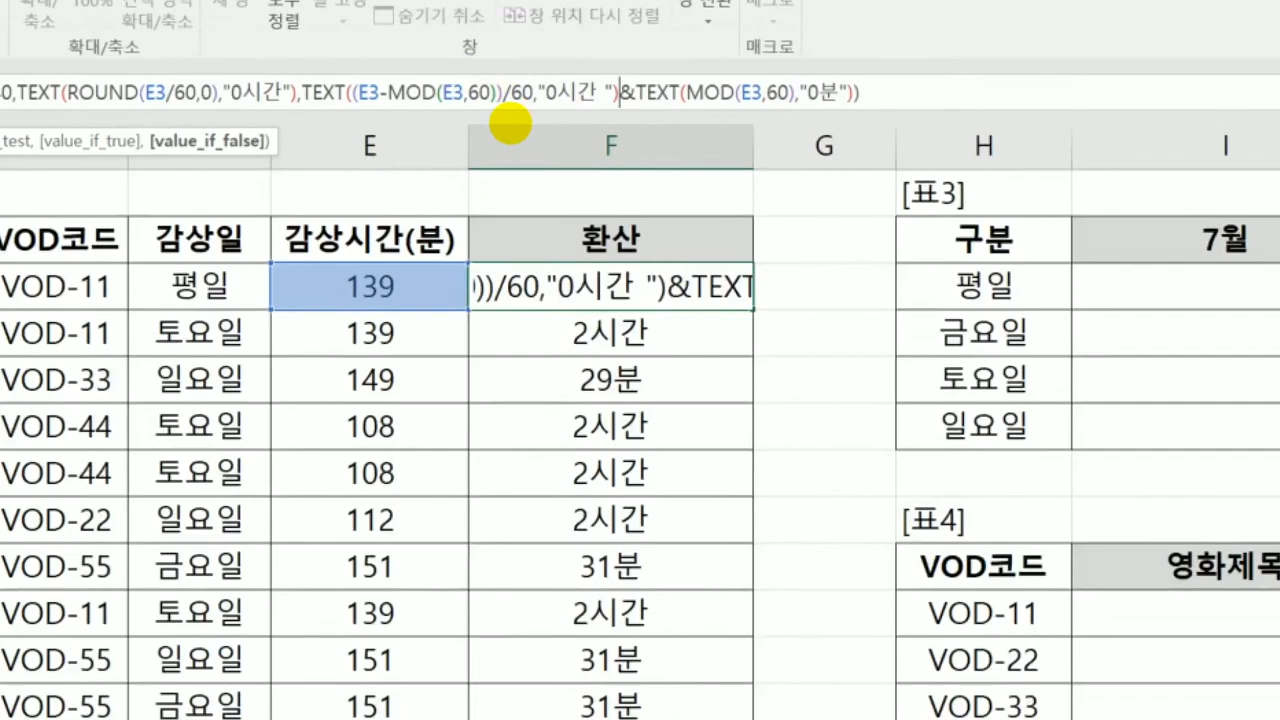 축소
100%
확대/축소
정렬
숨기기 취소
창 위치 다시 정렬
확대/축소
창
매크로
0,TEXT(ROUND(E3/60,0),"0시간"),TEXT((E3-MOD(E3,60))/60,"0시간 ")&TEXT(MOD(E3,60),"0분"))
test, [value_if_true], [value_if_false])
E F G H I
[표3]
VOD코드 감상일 감상시간(분) 환산 구분 7월
VOD-11 평일 139 ))/60,"0시간 ")&TEXT 평일
VOD-11 토요일 139 2시간 금요일
VOD-33 일요일 149 29분 토요일
VOD-44 토요일 108 2시간 일요일
VOD-44 토요일 108 2시간
VOD-22 일요일 112 2시간 [표4]
VOD-55 금요일 151 31분 VOD코드 영화제목
VOD-11 토요일 139 2시간 VOD-11
VOD-55 일요일 151 31분 VOD-22
VOD-55 금요일 151 31분 VOD-33